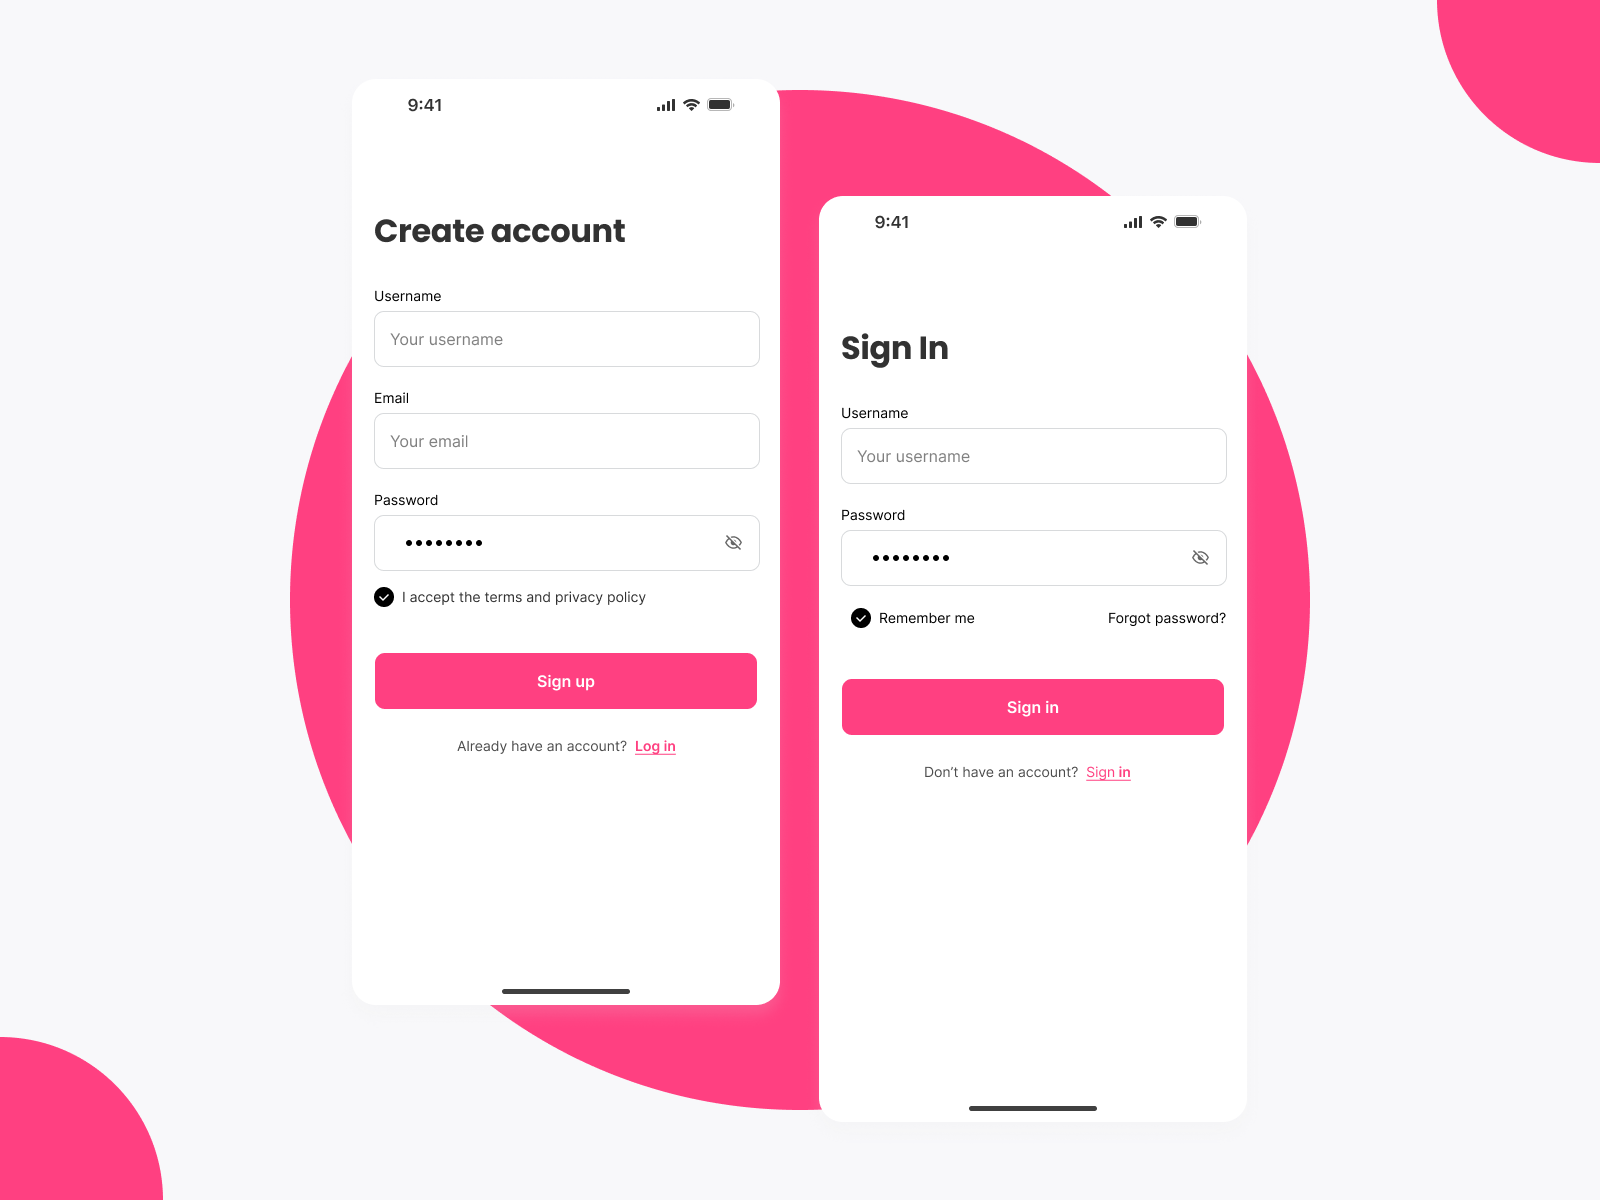 9:41
Create account
Username
Your username
Email
Your email
Password
••••••••
I accept the terms and privacy policy
Sign up
Already have an account? Log in
9:41
Sign In
Username
Your username
Password
••••••••
Remember me Forgot password?
Sign in
Don’t have an account? Sign in